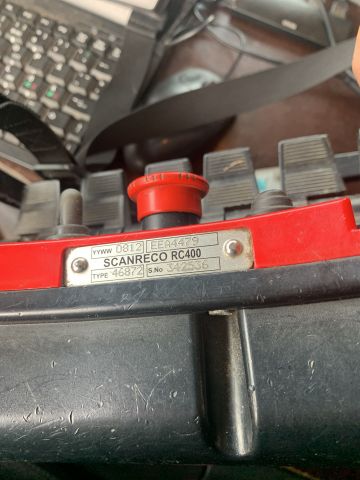 YYWW 0812 EEA4479
SCANRECO RC400
TYPE 46872 S.No 342536